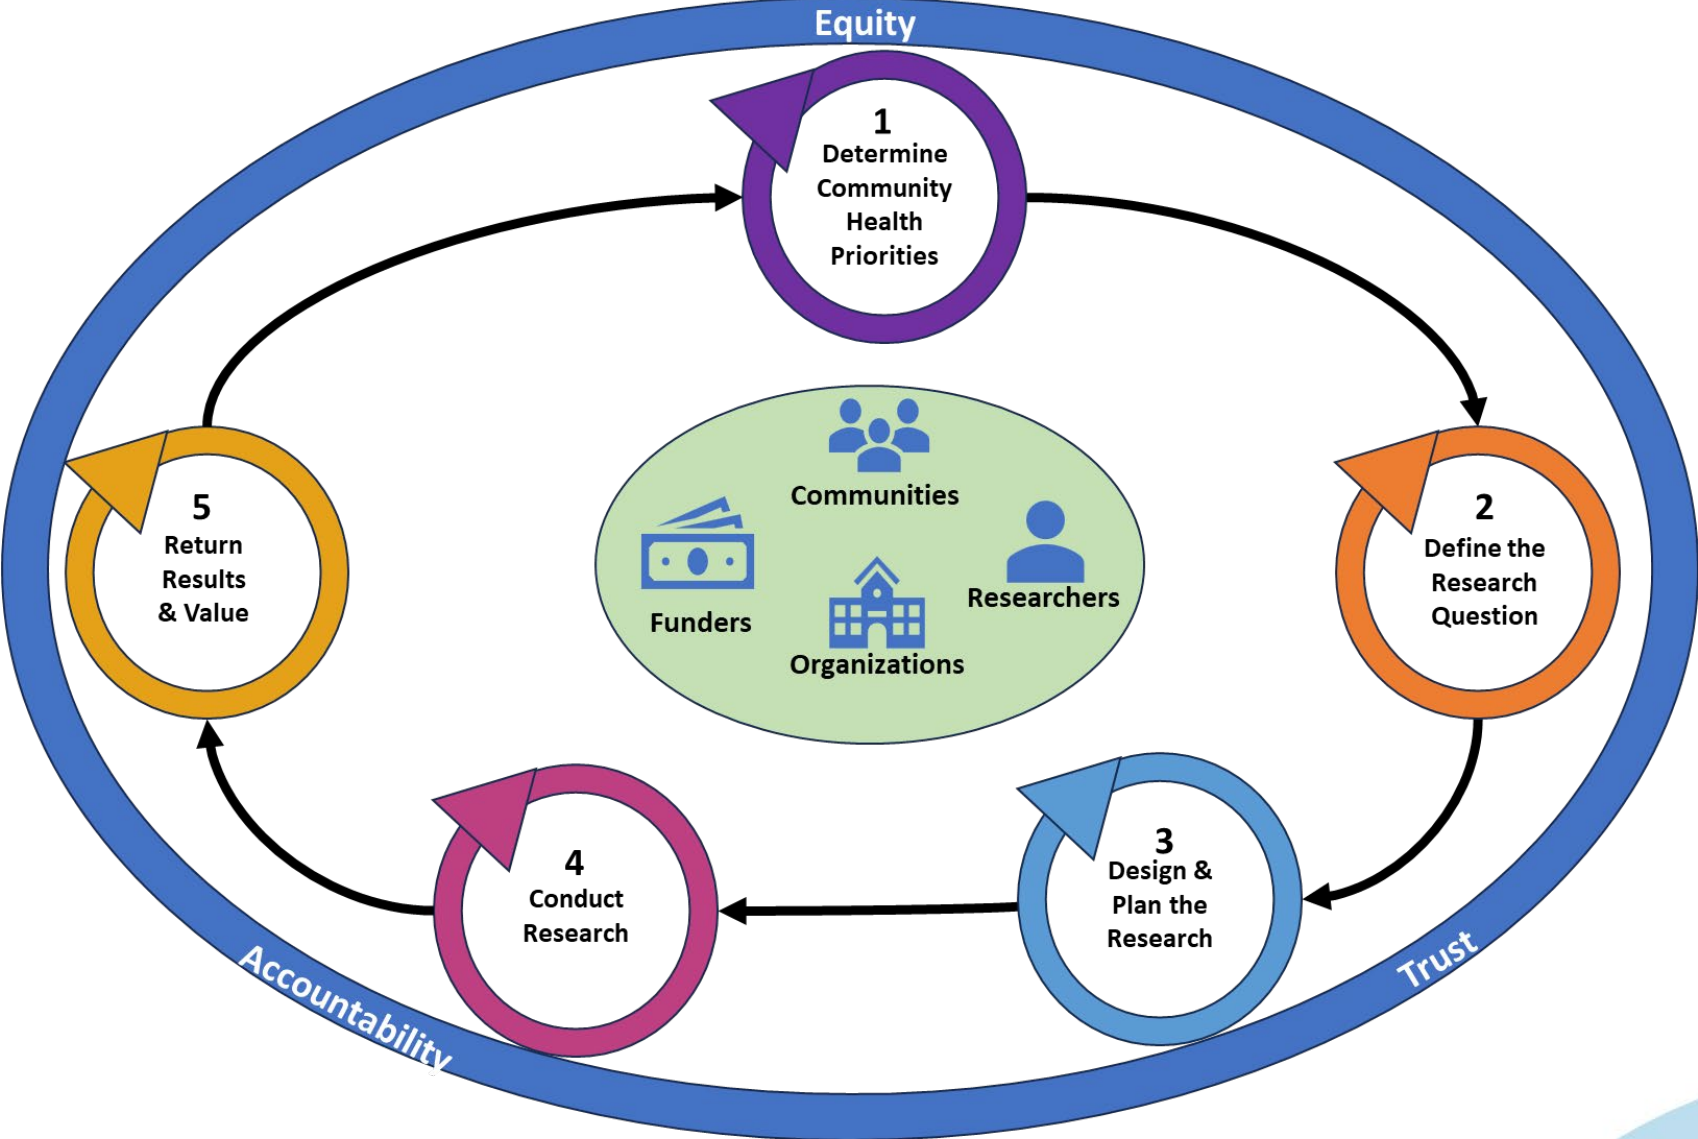 Equity
1
Determine
Community
Health
Priorities
2
Define the
Research
Question
3
Design &
Plan the
Research
4
Conduct
Research
5
Return
Results
& Value
Communities
Funders
Researchers
Organizations
Accountability
Trust